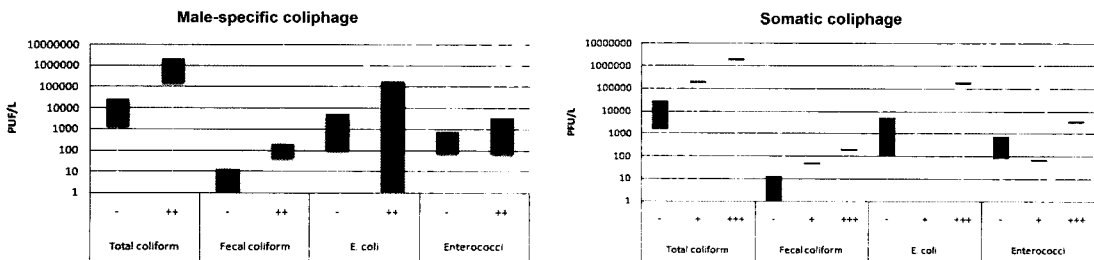 Male-specific coliphage
PUF/L
10000000
1000000
100000
10000
1000
100
10
1
- ++ - ++ - ++ - ++
Total coliform Fecal coliform E. coli Enterococci
Somatic coliphage
PFU/L
10000000
1000000
100000
10000
1000
100
10
1
- + +++ - + +++ - + +++ - + +++
Total coliform Fecal coliform E. coli Enterococci